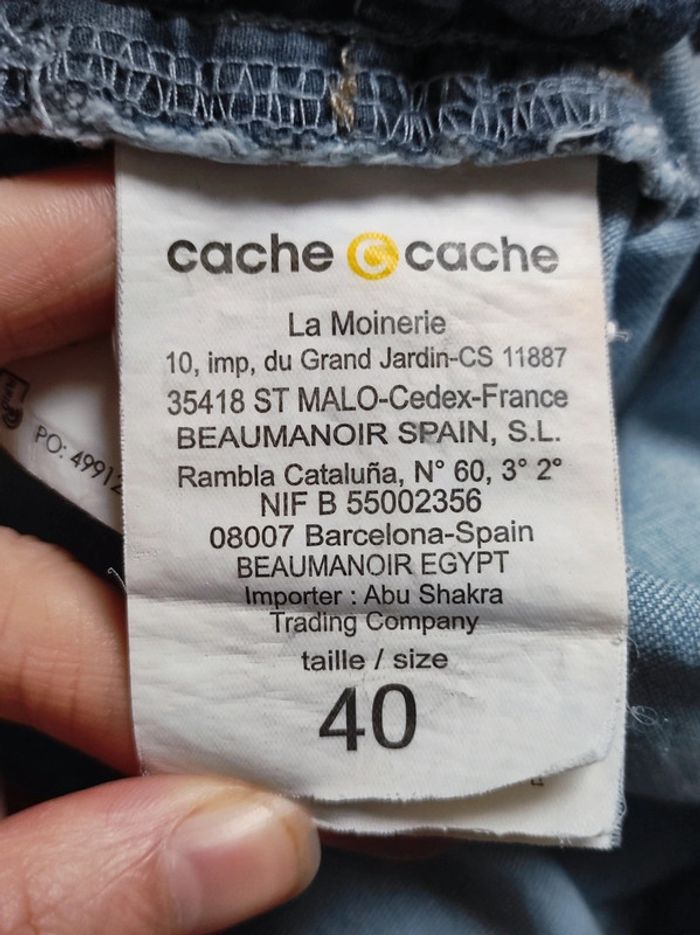 cache cache
La Moinerie
10, imp, du Grand Jardin-CS 11887
35418 ST MALO-Cedex-France
BEAUMANOIR SPAIN, S.L.
Rambla Cataluña, N° 60, 3° 2°
NIF B 55002356
08007 Barcelona-Spain
BEAUMANOIR EGYPT
Importer : Abu Shakra
Trading Company
taille / size
40
PO: 49912